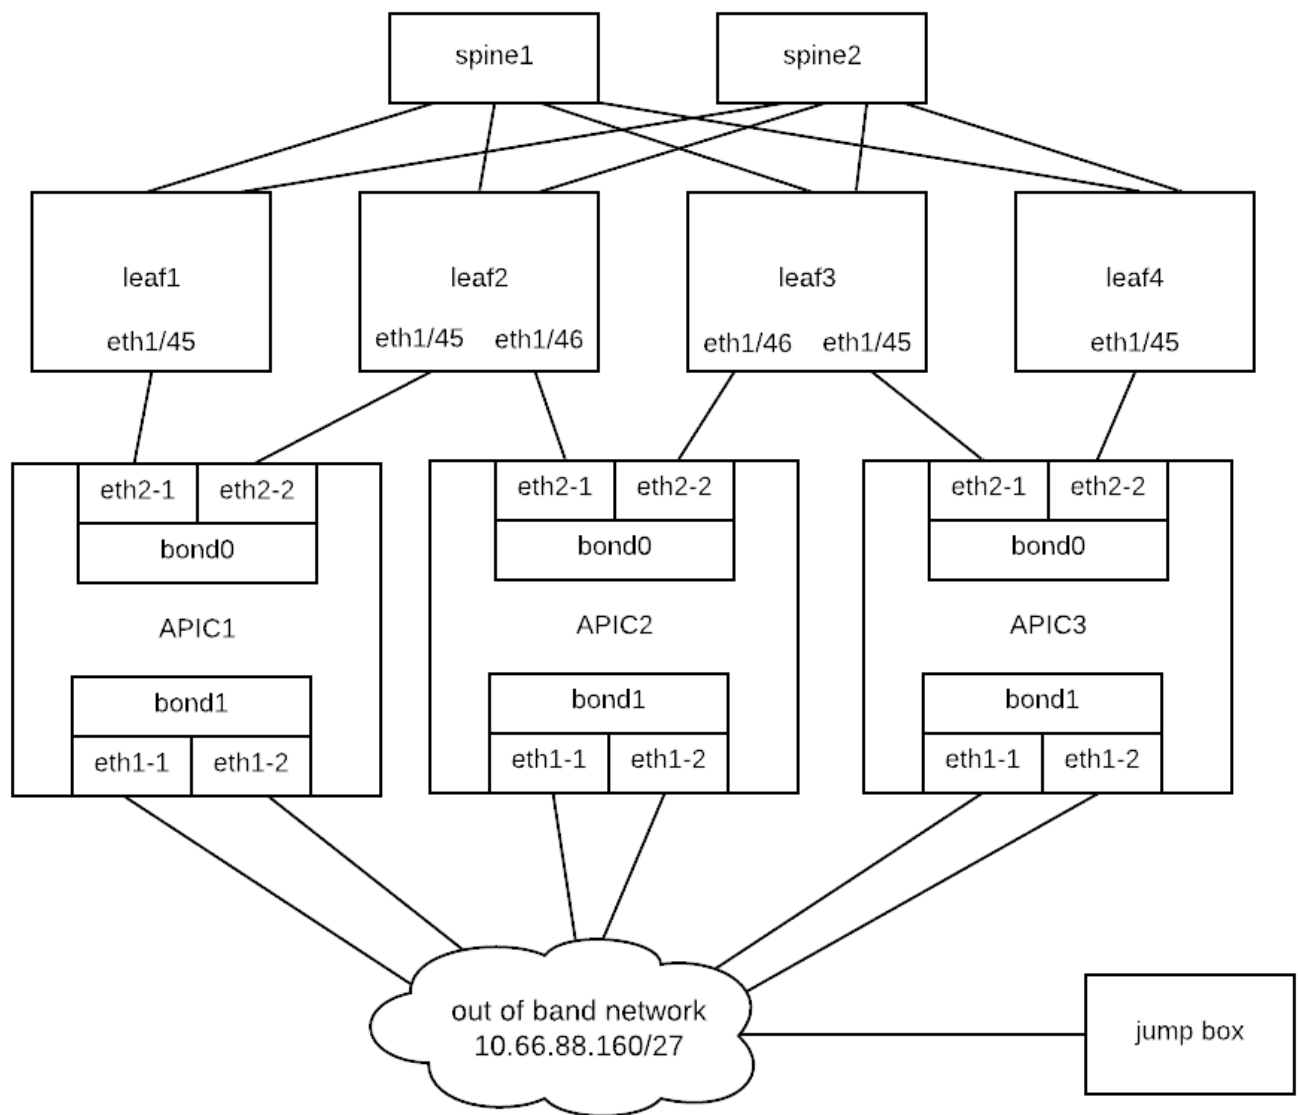 spine1
spine2
leaf1
eth1/45
leaf2
eth1/45
eth1/46
leaf3
eth1/46
eth1/45
leaf4
eth1/45
eth2-1
eth2-2
bond0
APIC1
bond1
eth1-1
eth1-2
eth2-1
eth2-2
bond0
APIC2
bond1
eth1-1
eth1-2
eth2-1
eth2-2
bond0
APIC3
bond1
eth1-1
eth1-2
out of band network
10.66.88.160/27
jump box